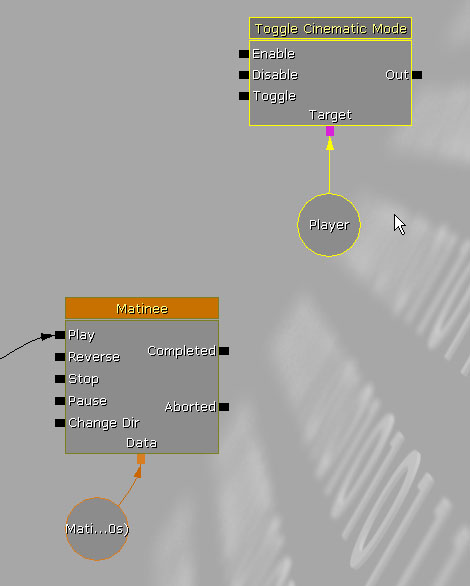 Toggle Cinematic Mode
Enable
Disable
Out
Toggle
Target
Player
Matinee
Play
Completed
Reverse
Stop
Pause
Aborted
Change Dir
Data
Mati...0s)